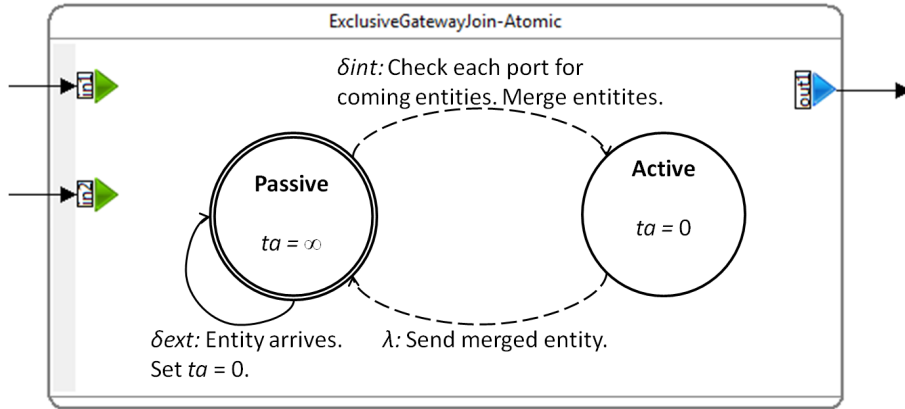 ExclusiveGatewayJoin-Atomic
in1
δint: Check each port for
coming entities. Merge entitites.
out1
Passive
ta = ∞
Active
ta = 0
in2
δext: Entity arrives.
Set ta = 0.
λ: Send merged entity.